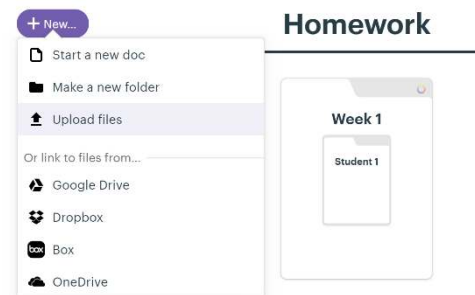 + New...
Start a new doc
Make a new folder
Upload files
Or link to files from...
Google Drive
Dropbox
box Box
OneDrive
Homework
Week 1
Student 1